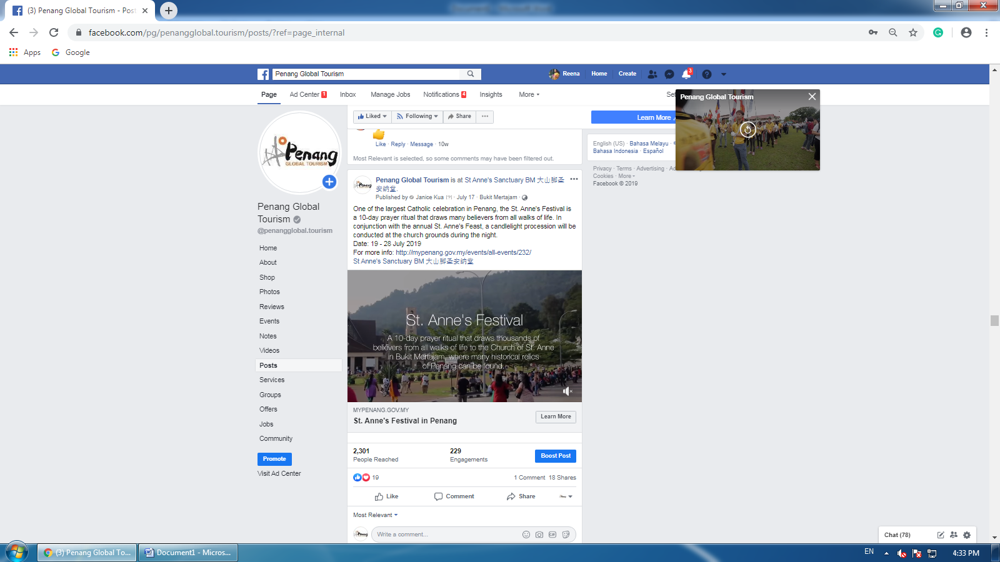 (3) Penang Global Tourism - Post
facebook.com/pg/penangglobal.tourism/posts/?ref=page_internal
Apps
Google
Penang Global Tourism
Reena
Home
Create
3
Page
Ad Center 1
Inbox
Manage Jobs
Notifications 4
Insights
More
Penang Global Tourism
Liked
Following
Share
Learn More
Like · Reply · Message · 10w
Most Relevant is selected, so some comments may have been filtered out.
English (US) · Bahasa Melayu ·
Bahasa Indonesia · Español
Privacy · Terms · Advertising ·
Cookies · More
Facebook © 2019
Penang
GLOBAL TOURISM
Penang Global
Tourism
@penangglobal.tourism
Home
About
Shop
Photos
Reviews
Events
Notes
Videos
Posts
Services
Groups
Offers
Jobs
Community
Promote
Visit Ad Center
Penang Global Tourism is at St Anne's Sanctuary BM 大山脚圣
安纳堂.
Published by Janice Kua [?] · July 17 · Bukit Mertajam ·
One of the largest Catholic celebration in Penang, the St. Anne's Festival is
a 10-day prayer ritual that draws many believers from all walks of life. In
conjunction with the annual St. Anne's Feast, a candlelight procession will be
conducted at the church grounds during the night.
Date: 19 - 28 July 2019
For more info: http://mypenang.gov.my/events/all-events/232/
St Anne's Sanctuary BM 大山脚圣安纳堂
St. Anne's Festival
A 10-day prayer ritual that draws thousands of
believers from all walks of life to the Church of St. Anne
in Bukit Mertajam, where many historical relics
of Penang can be found.
MYPENANG.GOV.MY
St. Anne's Festival in Penang
Learn More
2,301
People Reached
229
Engagements
Boost Post
19
1 Comment 18 Shares
Like
Comment
Share
Most Relevant
Penang
Write a comment...
GIF
Chat (78)
(3) Penang Global To...
Document1 - Micros...
EN
4:33 PM